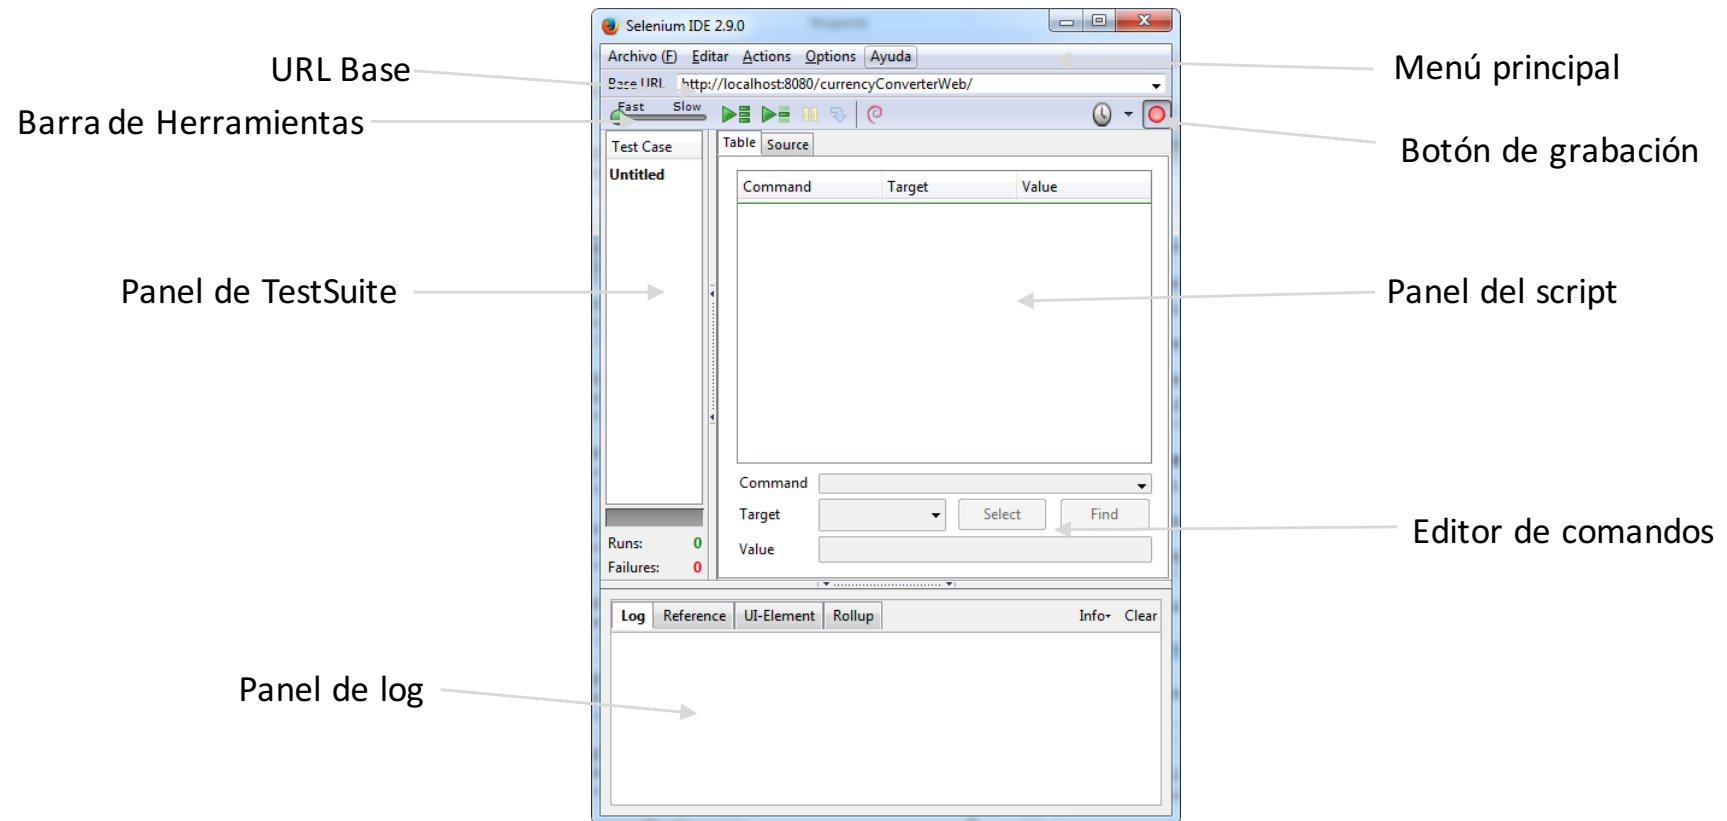 Selenium IDE 2.9.0
Archivo (F) Editar Actions Options Ayuda
URL Base
Menú principal
Base URL http://localhost:8080/currencyConverterWeb/
Barra de Herramientas
Fast Slow
Botón de grabación
Test Case
Table Source
Untitled
Command Target Value
Panel de TestSuite
Panel del script
Command
Target Select Find
Editor de comandos
Runs: 0
Value
Failures: 0
Log Reference UI-Element Rollup Info Clear
Panel de log